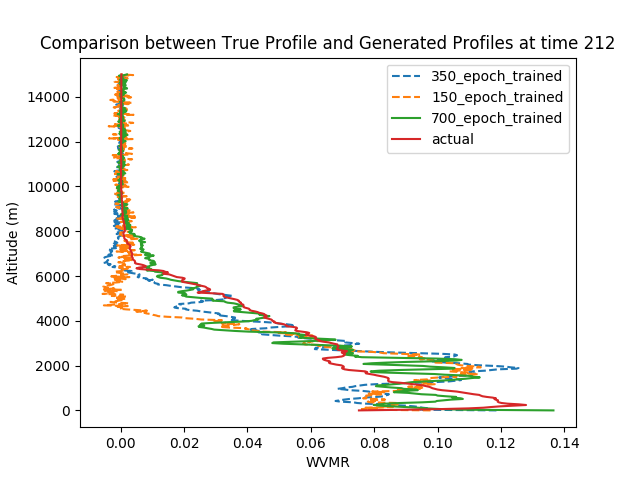 Comparison between True Profile and Generated Profiles at time 212
350_epoch_trained
150_epoch_trained
700_epoch_trained
actual
Altitude (m)
14000
12000
10000
8000
6000
4000
2000
0
0.00 0.02 0.04 0.06 0.08 0.10 0.12 0.14
WVMR